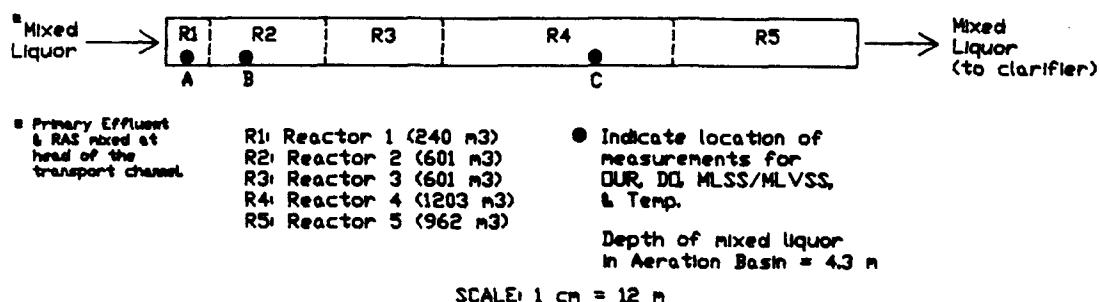 * Mixed
Liquor
R1
R2
R3
R4
R5
A
B
C
Mixed
Liquor
(to clarifier)
* Primary Effluent
& RAS mixed at
head of the
transport channel.
R1: Reactor 1 (240 m3)
R2: Reactor 2 (601 m3)
R3: Reactor 3 (601 m3)
R4: Reactor 4 (1203 m3)
R5: Reactor 5 (962 m3)
Indicate location of
measurements for
OUR, DO, MLSS/MLVSS,
& Temp.
Depth of mixed liquor
in Aeration Basin = 4.3 m
SCALE: 1 cm = 12 m